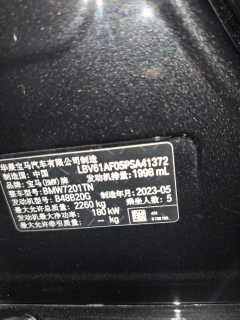 华晨宝马汽车有限公司制造
制造国: 中国 LBV61AF05PSA41372
品牌: 宝马(BMW)牌 发动机排量: 1998 mL
整车型号: BMW7201TN
发动机型号: B48B20G 制造年月: 2023-05
最大允许总质量: 2260 kg 乘坐人数: 5
发动机最大净功率: 180 kW